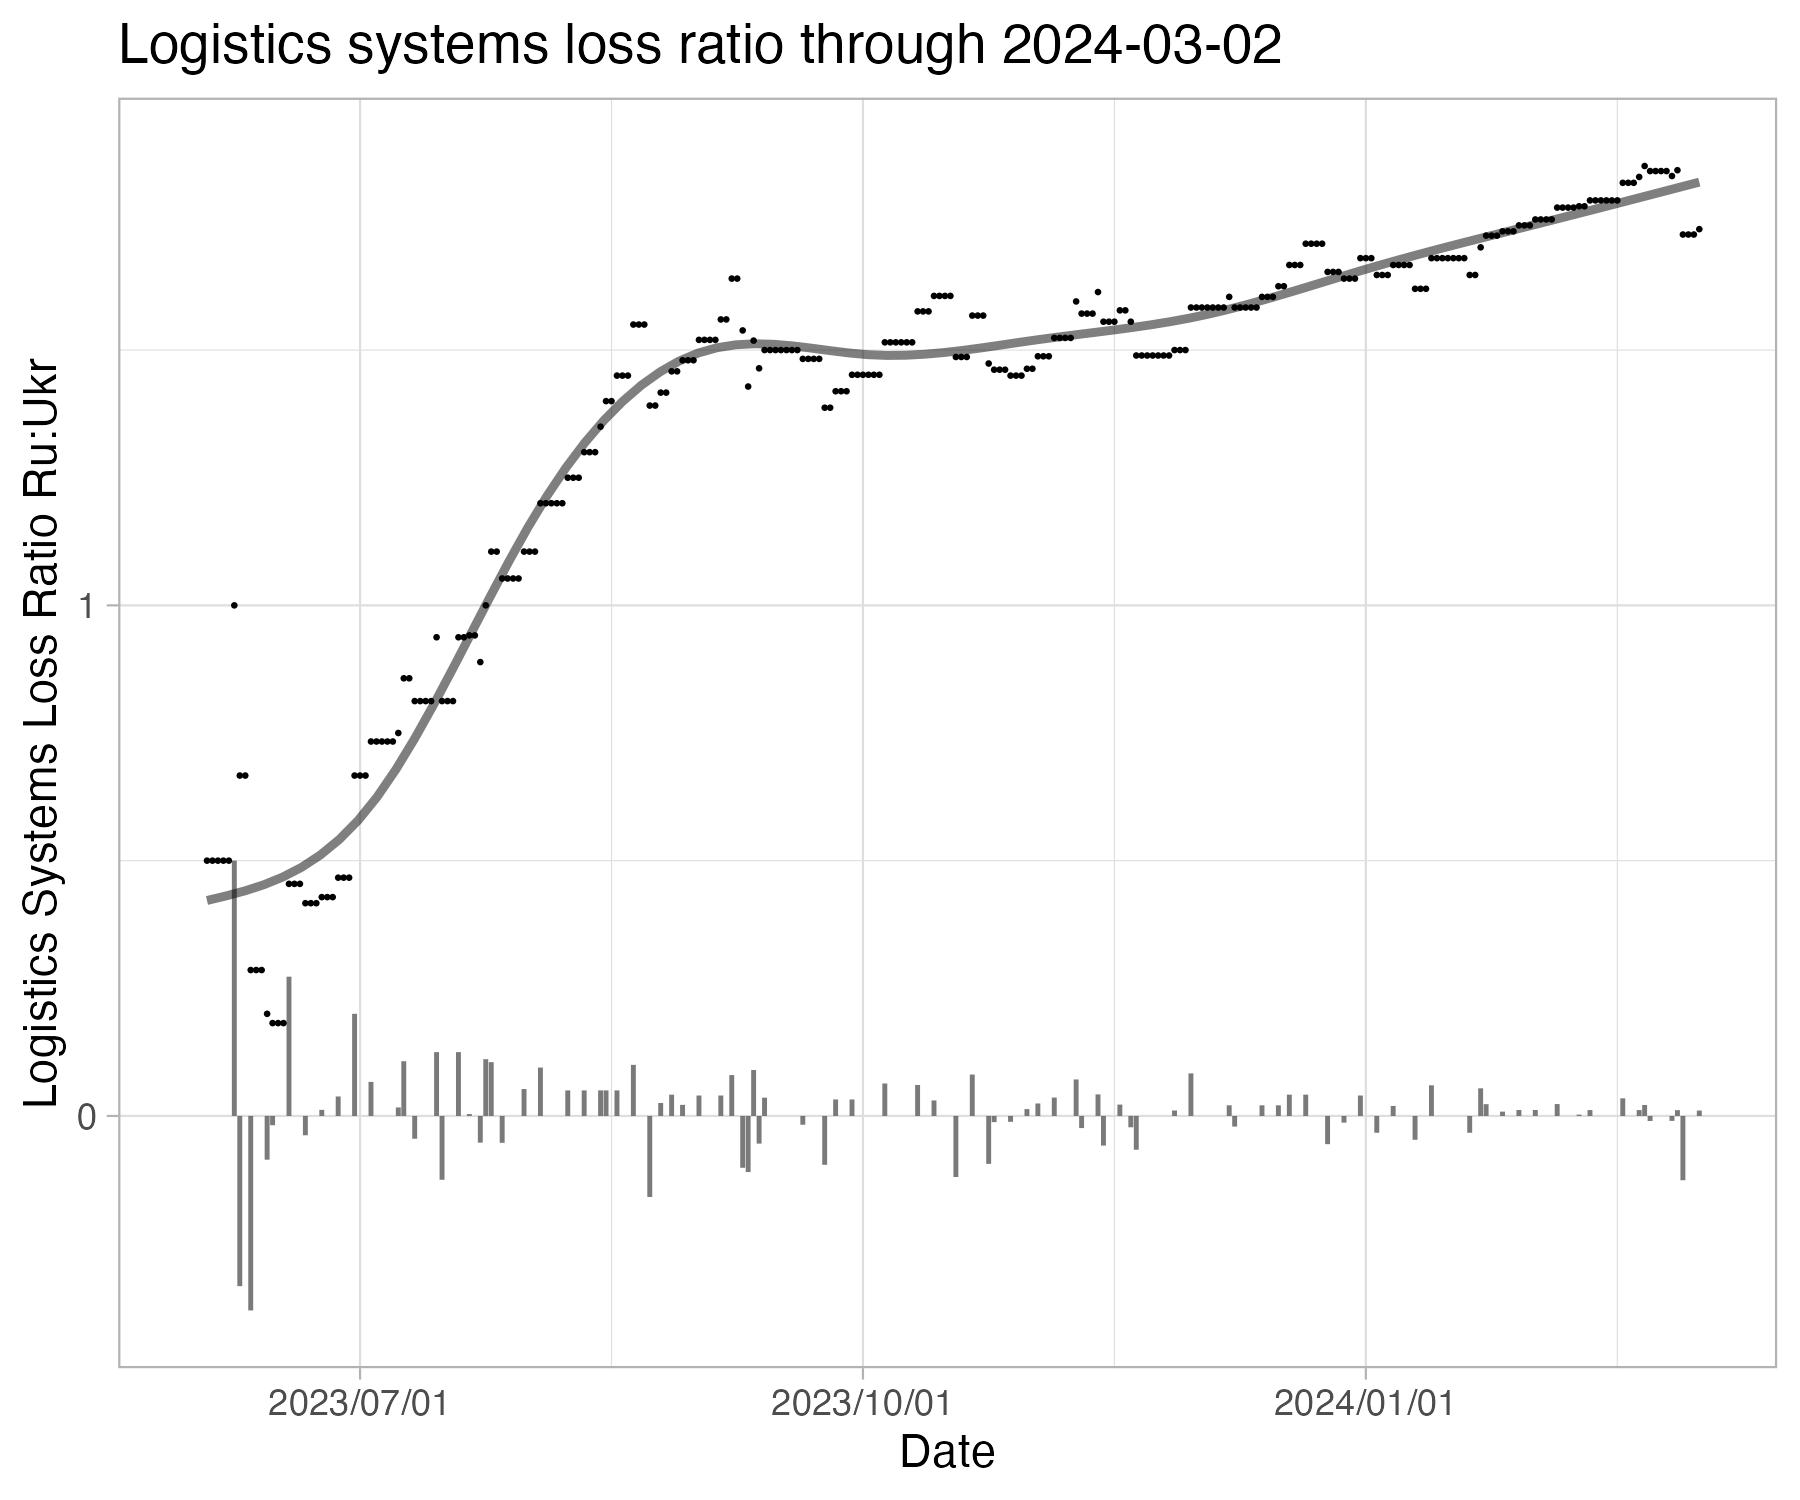 Logistics systems loss ratio through 2024-03-02
Logistics Systems Loss Ratio Ru:Ukr
1
0
2023/07/01
2023/10/01
2024/01/01
Date